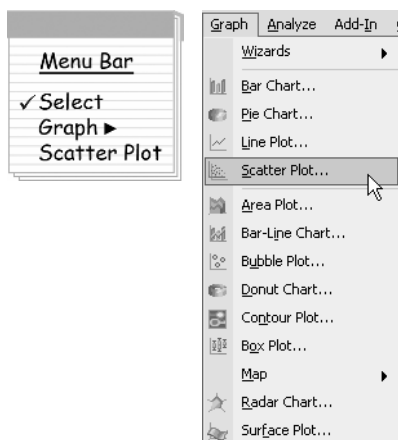 Menu Bar
✓ Select
Graph ►
Scatter Plot
Graph Analyze Add-In
Wizards
Bar Chart...
Pie Chart...
Line Plot...
Scatter Plot...
Area Plot...
Bar-Line Chart...
Bubble Plot...
Donut Chart...
Contour Plot...
Box Plot...
Map
Radar Chart...
Surface Plot...